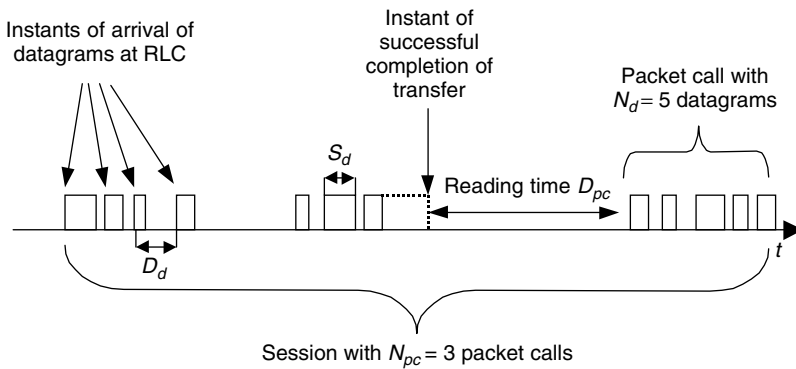 Instants of arrival of
datagrams at RLC
Instant of
successful
completion of
transfer
Packet call with
N_d = 5 datagrams
S_d
Reading time D_pc
D_d
t
Session with N_pc = 3 packet calls